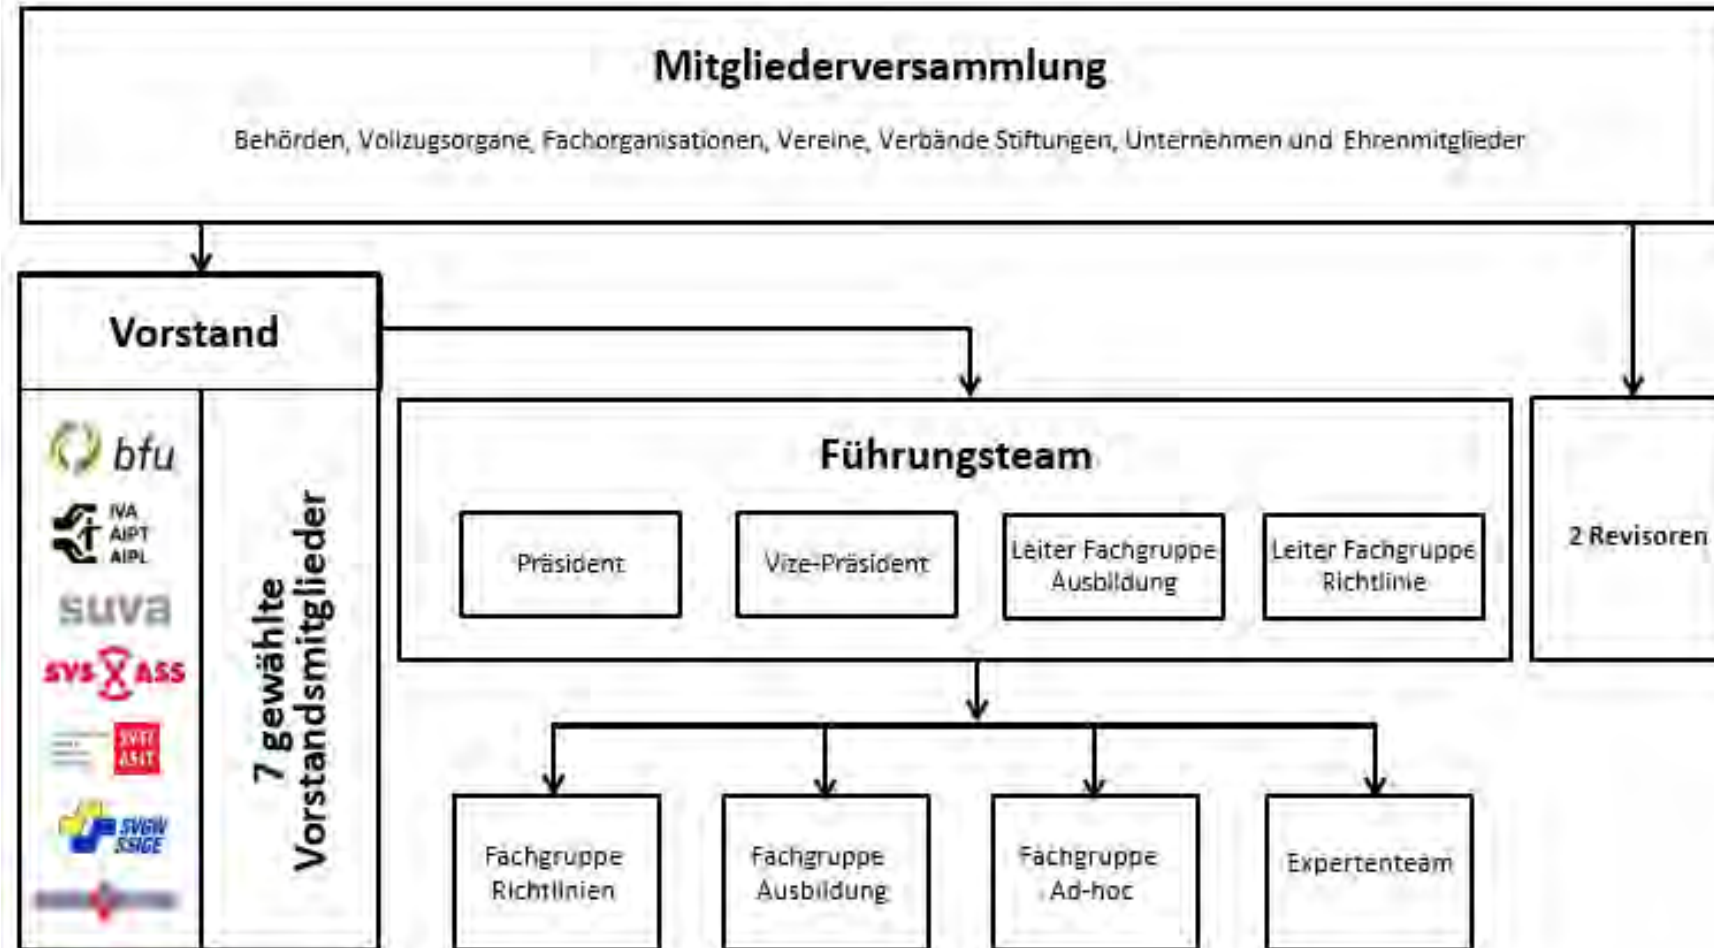 Mitgliederversammlung
Behörden, Vollzugsorgane, Fachorganisationen, Vereine, Verbände Stiftungen, Unternehmen und Ehrenmitglieder
Vorstand
bfu
IVA
AIPT
AIPL
suva
SVS ASS
SVTI
ASIT
SVGW
SSIGE
7 gewählte
Vorstandsmitglieder
Führungsteam
Präsident
Vize-Präsident
Leiter Fachgruppe
Ausbildung
Leiter Fachgruppe
Richtlinie
2 Revisoren
Fachgruppe
Richtlinien
Fachgruppe
Ausbildung
Fachgruppe
Ad-hoc
Expertenteam